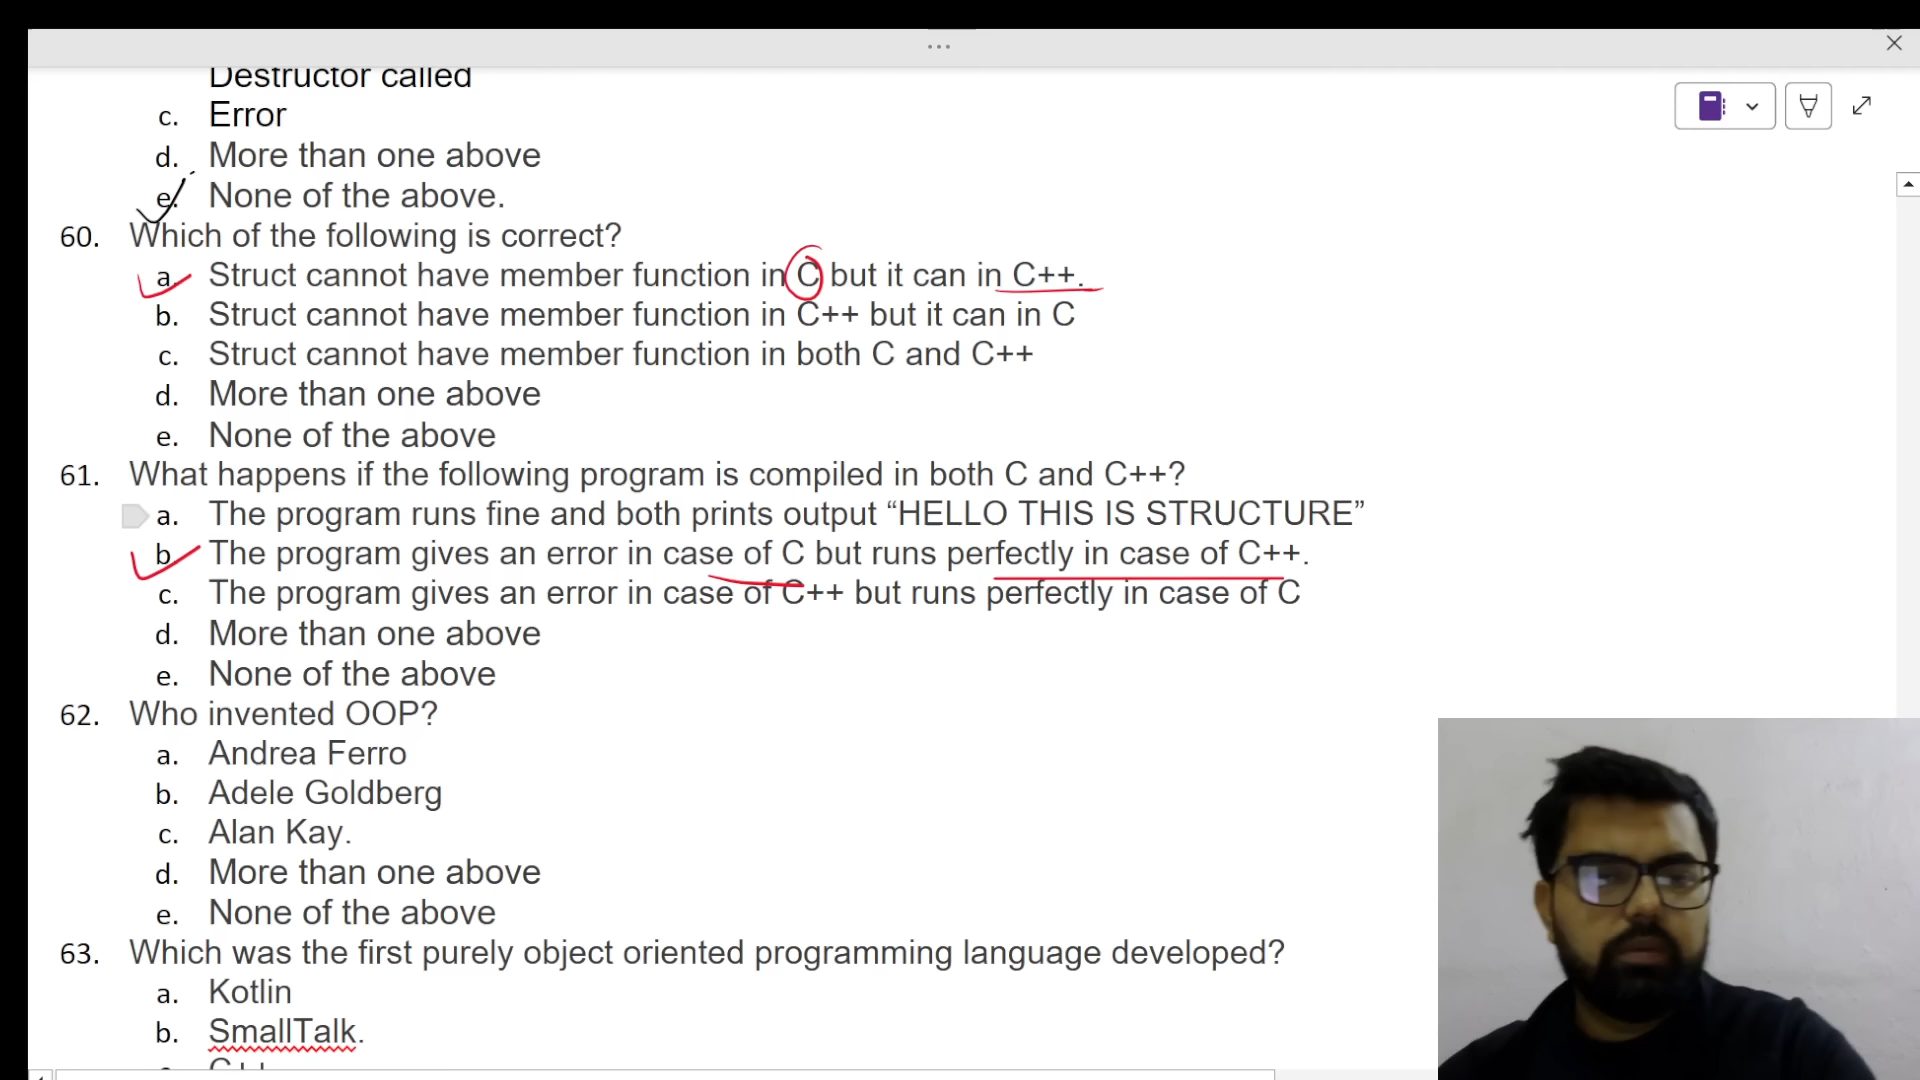 Destructor called
c. Error
d. More than one above
e. None of the above.
60. Which of the following is correct?
a. Struct cannot have member function in C but it can in C++.
b. Struct cannot have member function in C++ but it can in C
c. Struct cannot have member function in both C and C++
d. More than one above
e. None of the above
61. What happens if the following program is compiled in both C and C++?
a. The program runs fine and both prints output “HELLO THIS IS STRUCTURE”
b. The program gives an error in case of C but runs perfectly in case of C++.
c. The program gives an error in case of C++ but runs perfectly in case of C
d. More than one above
e. None of the above
62. Who invented OOP?
a. Andrea Ferro
b. Adele Goldberg
c. Alan Kay.
d. More than one above
e. None of the above
63. Which was the first purely object oriented programming language developed?
a. Kotlin
b. SmallTalk.